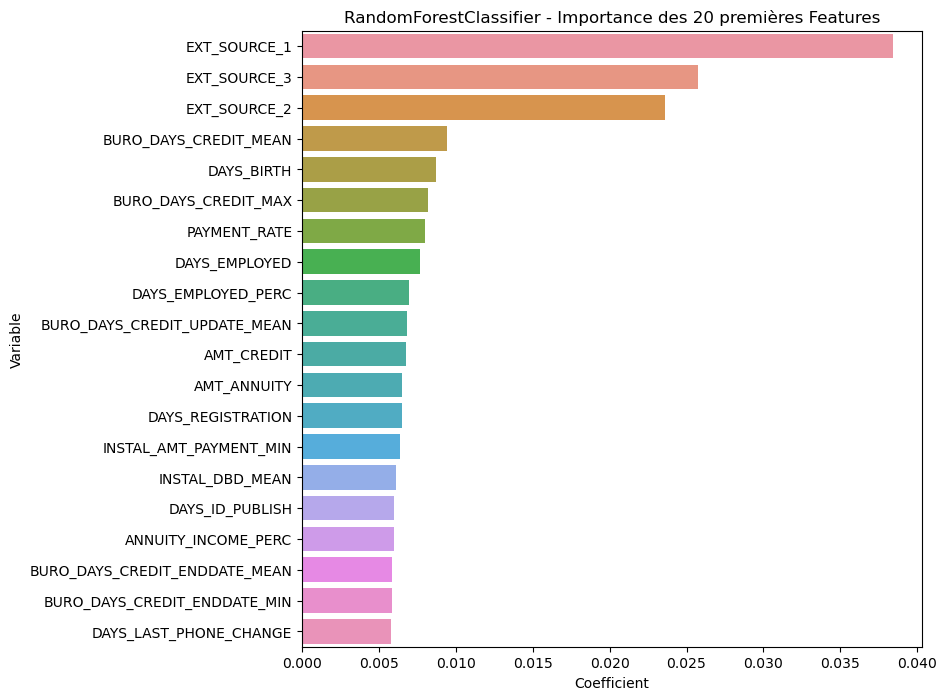 RandomForestClassifier - Importance des 20 premières Features
EXT_SOURCE_1
EXT_SOURCE_3
EXT_SOURCE_2
BURO_DAYS_CREDIT_MEAN
DAYS_BIRTH
BURO_DAYS_CREDIT_MAX
PAYMENT_RATE
DAYS_EMPLOYED
DAYS_EMPLOYED_PERC
BURO_DAYS_CREDIT_UPDATE_MEAN
AMT_CREDIT
AMT_ANNUITY
DAYS_REGISTRATION
INSTAL_AMT_PAYMENT_MIN
INSTAL_DBD_MEAN
DAYS_ID_PUBLISH
ANNUITY_INCOME_PERC
BURO_DAYS_CREDIT_ENDDATE_MEAN
BURO_DAYS_CREDIT_ENDDATE_MIN
DAYS_LAST_PHONE_CHANGE
Variable
0.000 0.005 0.010 0.015 0.020 0.025 0.030 0.035 0.040
Coefficient